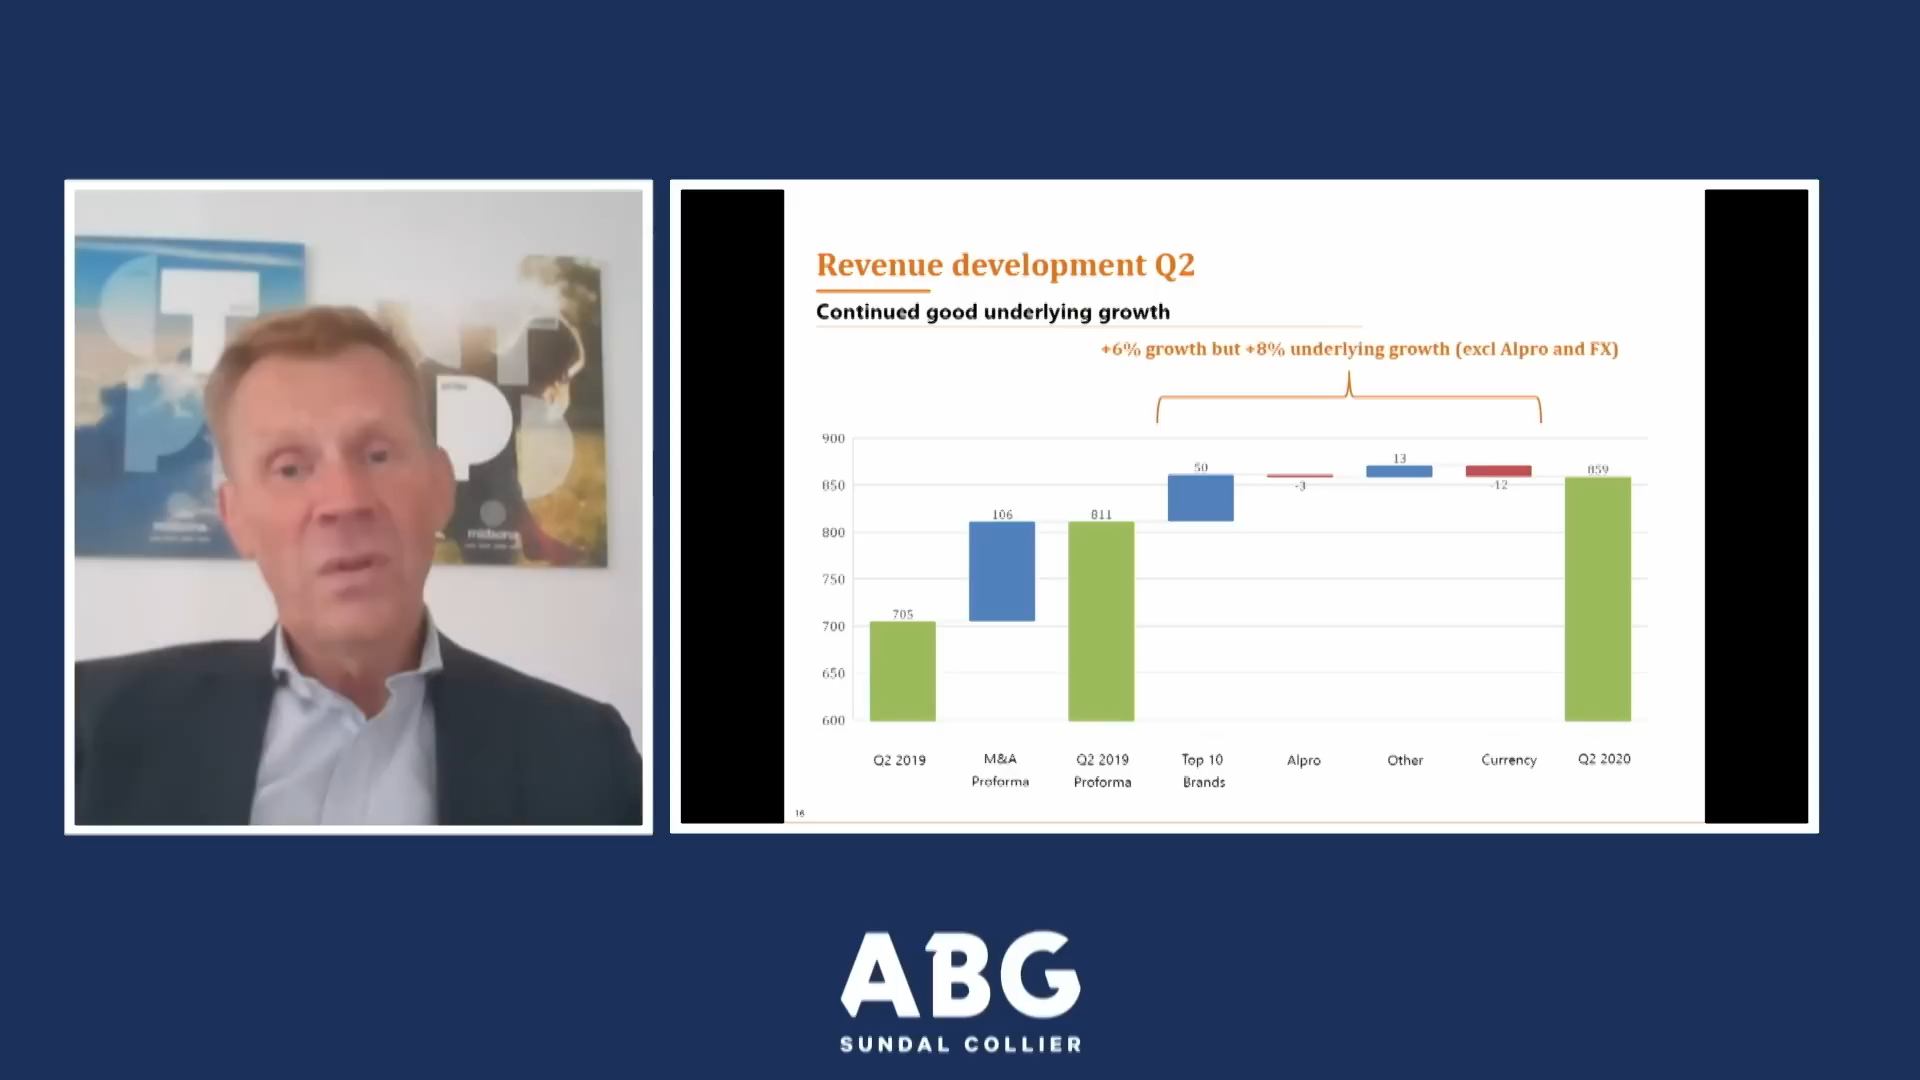 midsona
midsona
Revenue development Q2
Continued good underlying growth
+6% growth but +8% underlying growth (excl Alpro and FX)
900
850
800
750
700
650
600
705
106
811
50
-3
13
-12
859
Q2 2019
M&A
Proforma
Q2 2019
Proforma
Top 10
Brands
Alpro
Other
Currency
Q2 2020
16
ABG
SUNDAL COLLIER